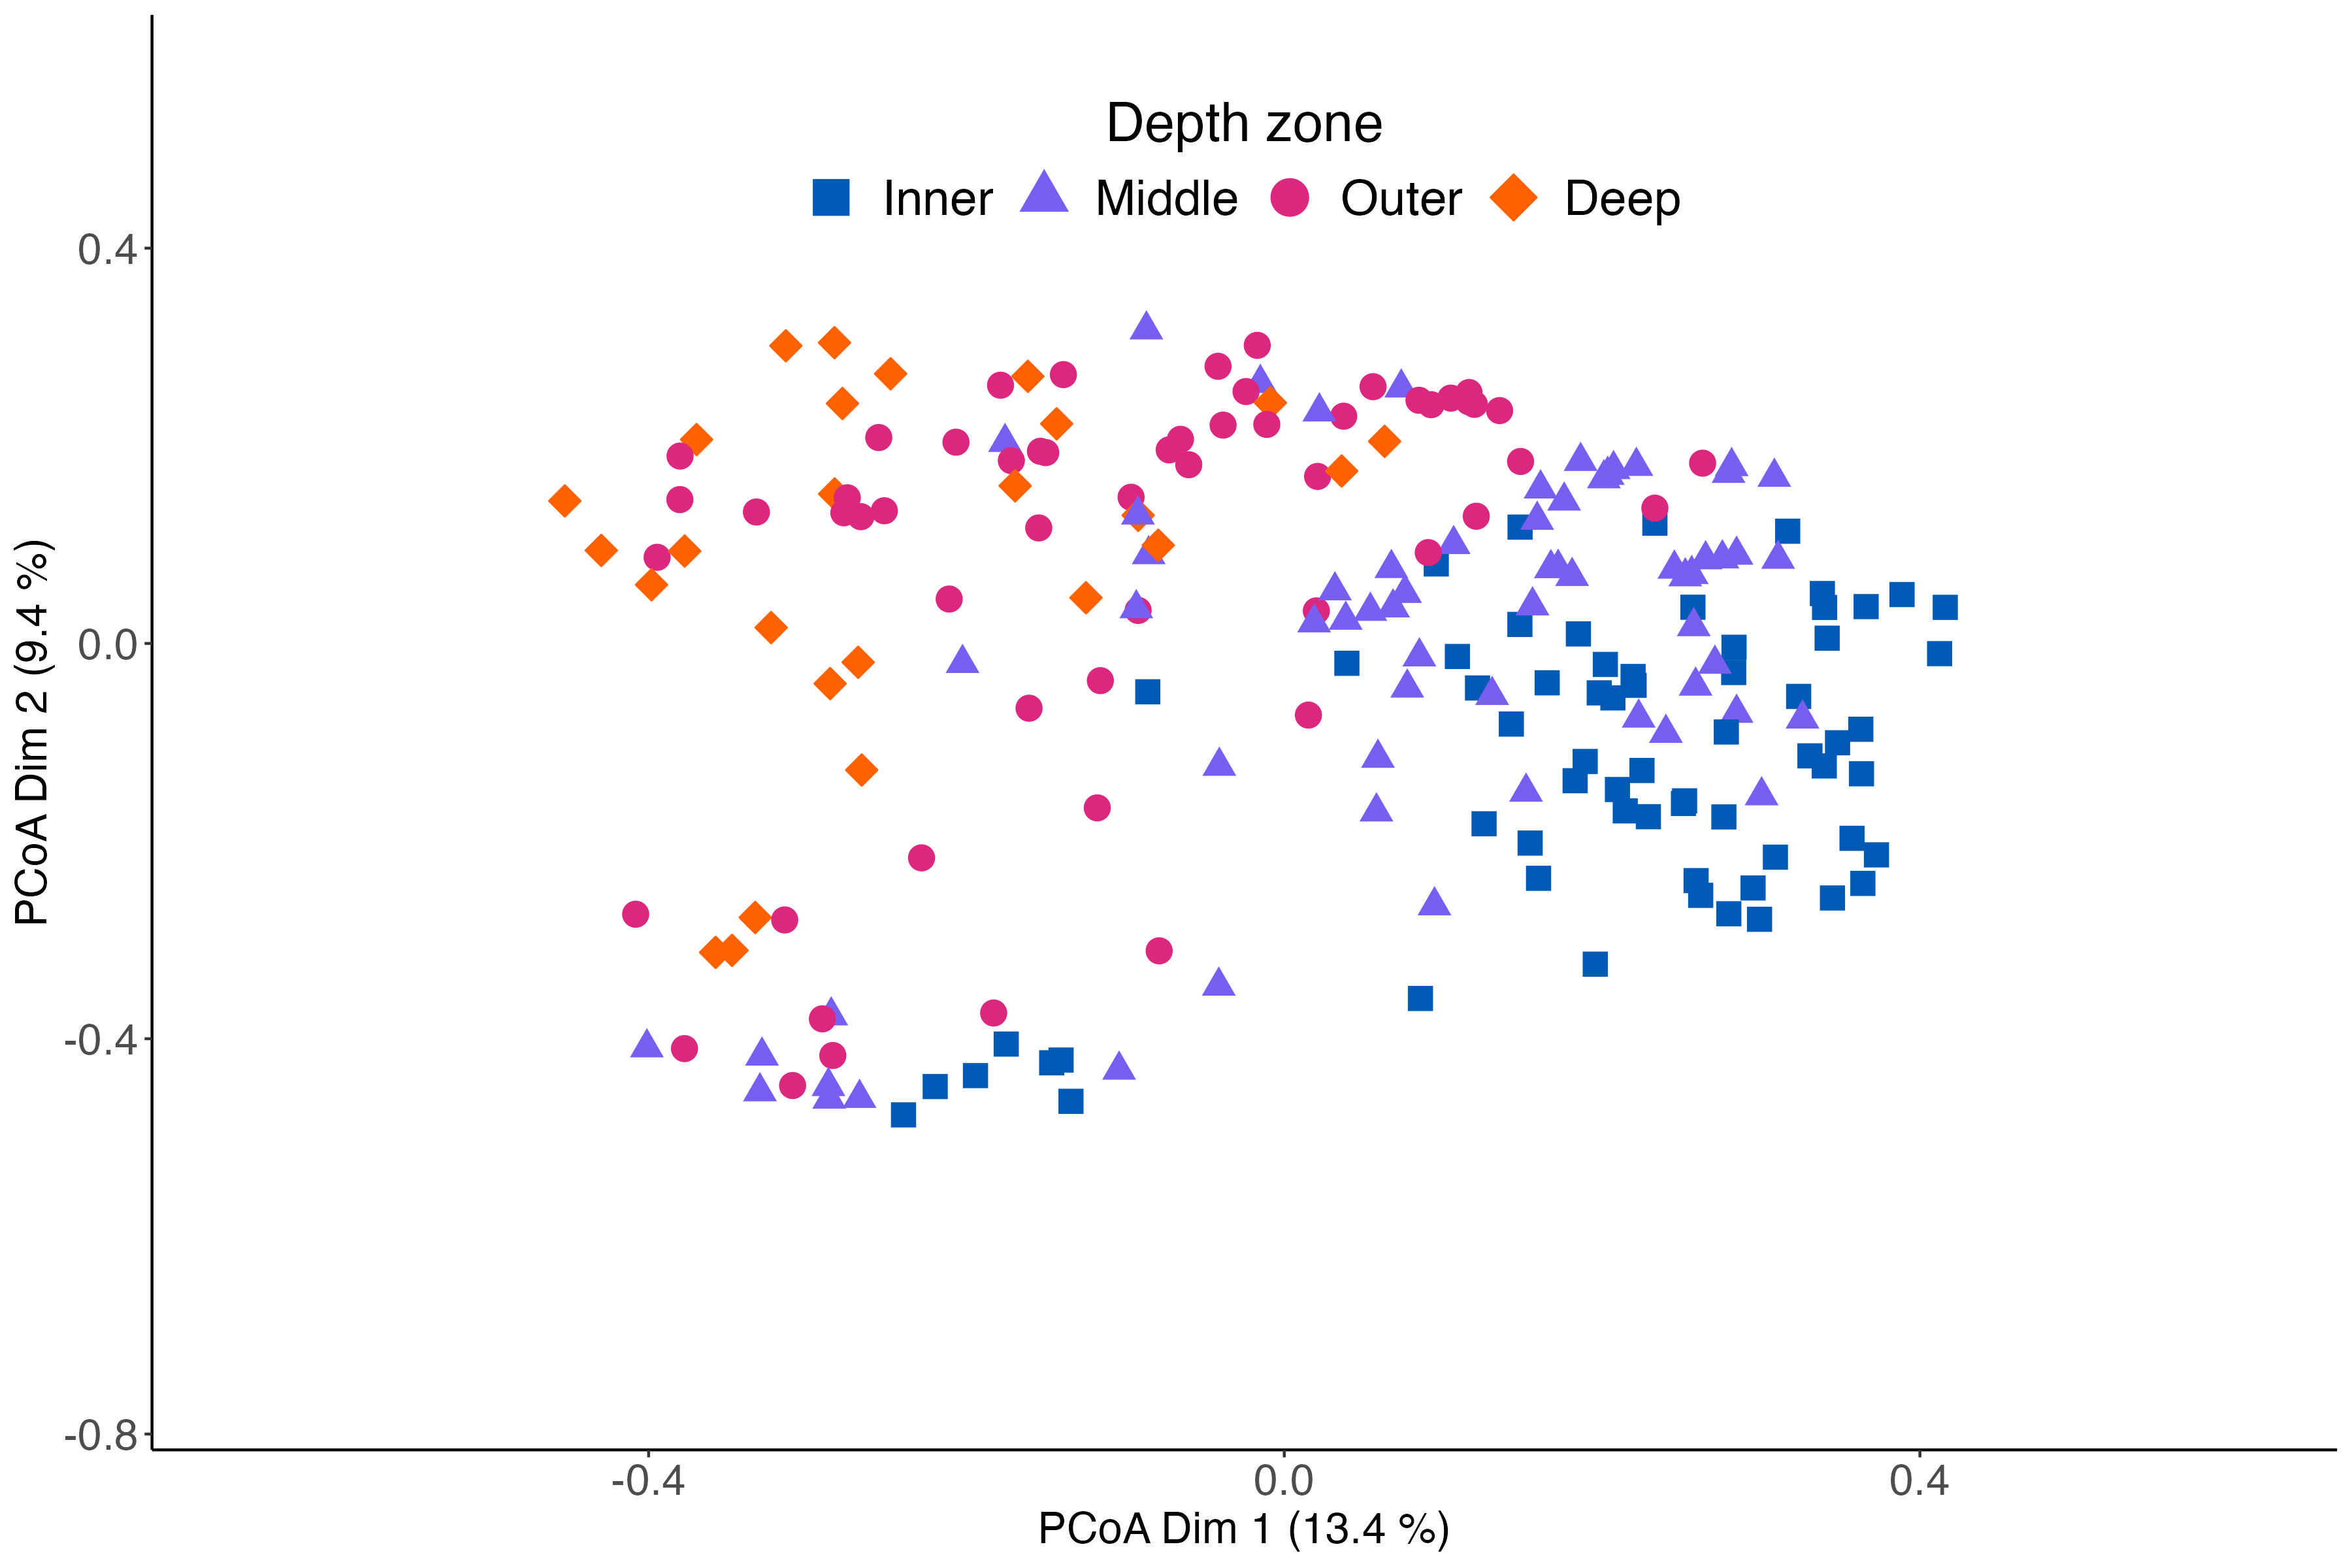 Depth zone
Inner Middle Outer Deep
0.4
0.0
-0.4
-0.8
PCoA Dim 2 (9.4 %)
-0.4 0.0 0.4
PCoA Dim 1 (13.4 %)